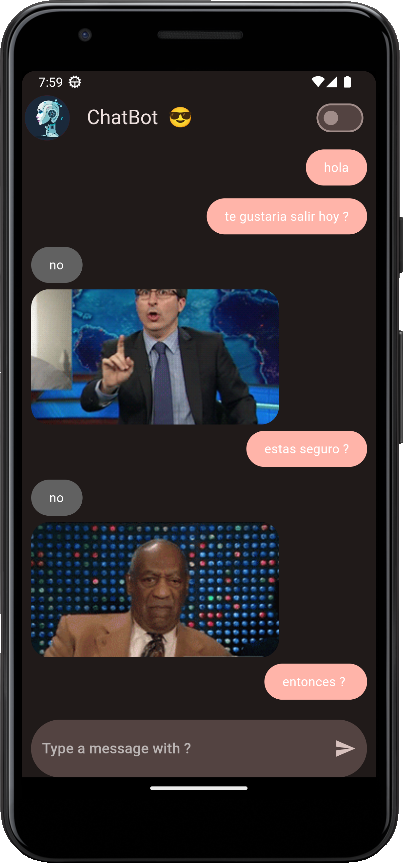 7:59
ChatBot 😎
hola
te gustaria salir hoy ?
no
estas seguro ?
no
entonces ?
Type a message with ?